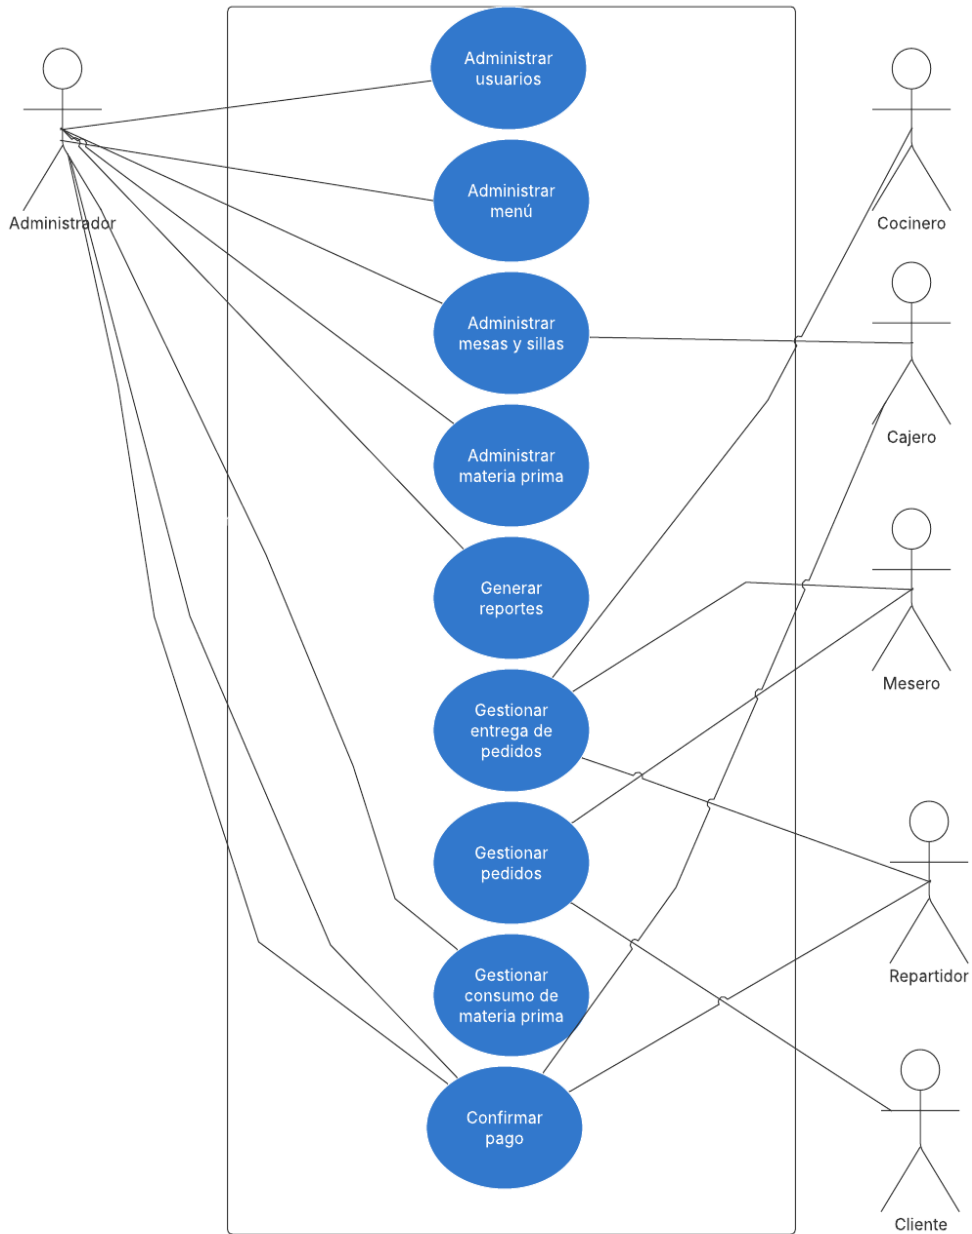 Administrador
Administrar
usuarios
Administrar
menú
Administrar
mesas y sillas
Administrar
materia prima
Generar
reportes
Gestionar
entrega de
pedidos
Gestionar
pedidos
Gestionar
consumo de
materia prima
Confirmar
pago
Cocinero
Cajero
Mesero
Repartidor
Cliente